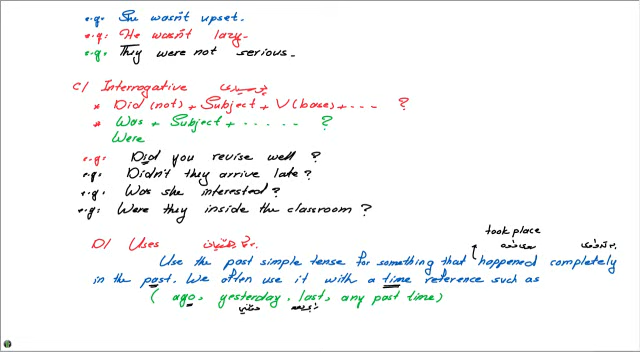 e.g: She wasn't upset.
e.g: He wasn't lazy.
e.g: They were not serious.
C/ Interrogative
* Did (not) + Subject + V (base) + .... ?
* Was + Subject + ...... ?
Were
e.g: Did you revise well?
e.g: Didn't they arrive late?
e.g: Was she interested?
e.g: Were they inside the classroom?
took place
D/ Uses
Use the past simple tense for something that happened completely
in the past. We often use it with a time reference such as
(ago, yesterday, last, any past time)